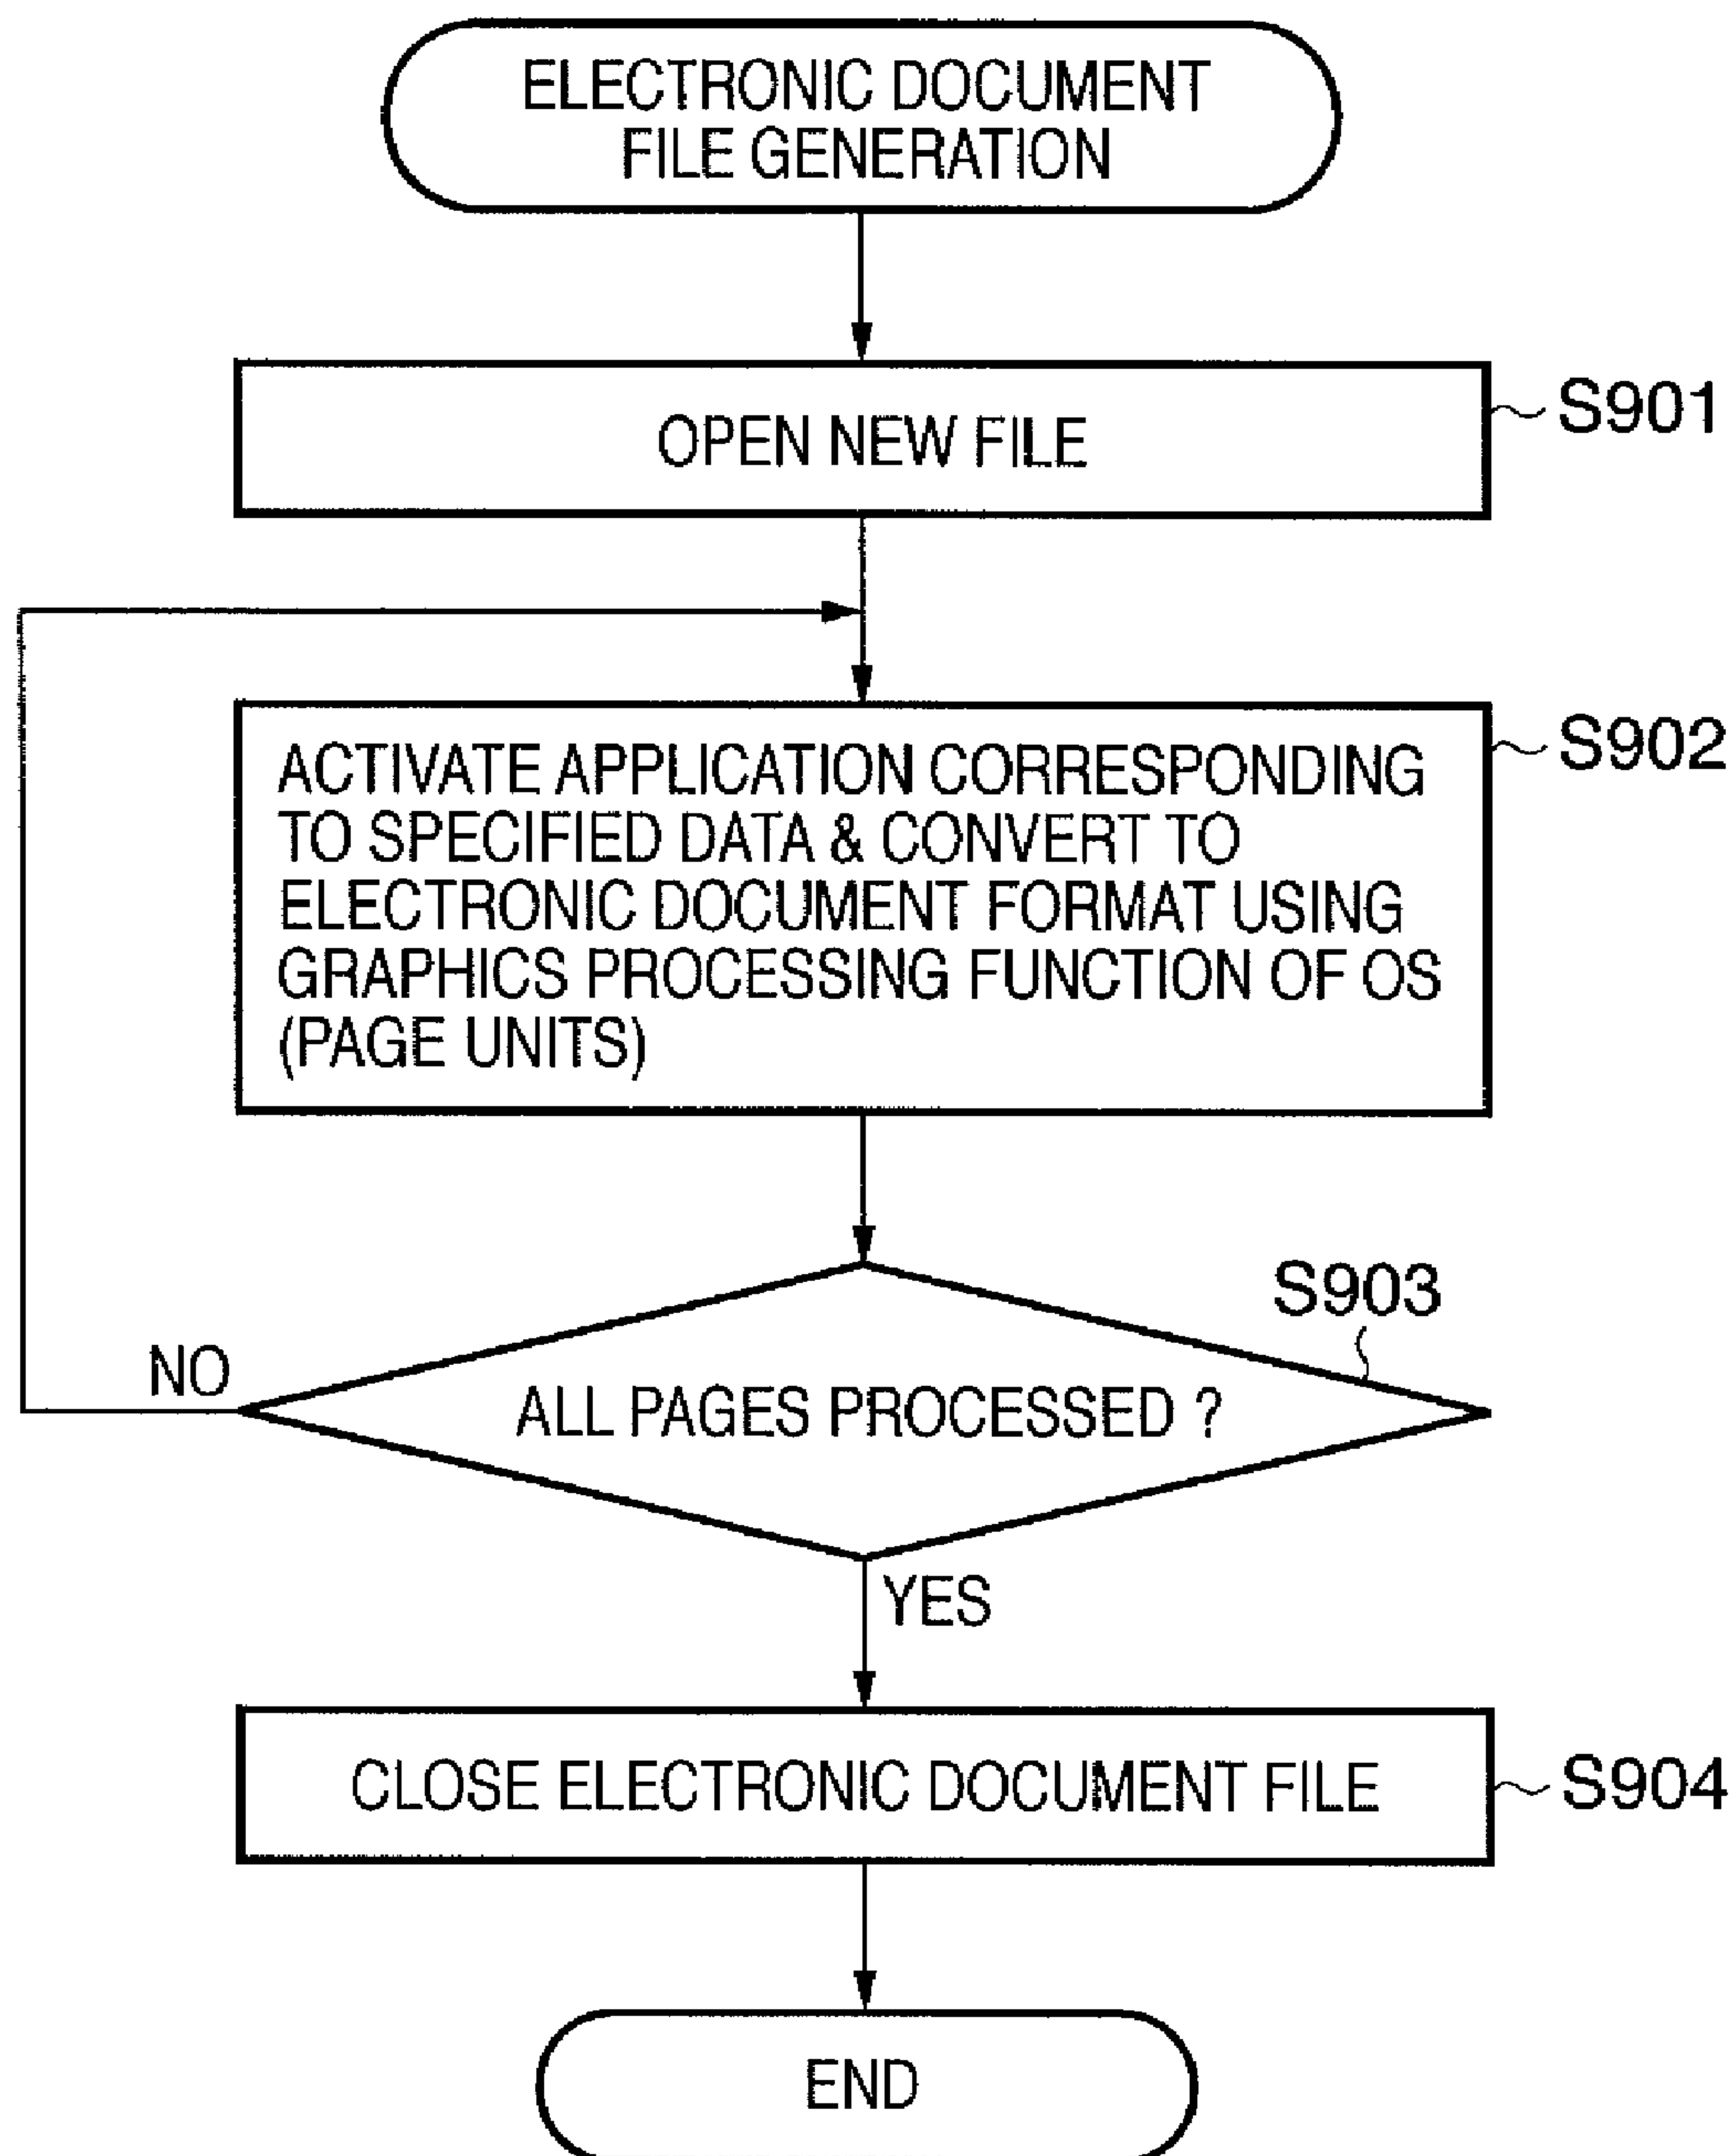 ELECTRONIC DOCUMENT
FILE GENERATION
OPEN NEW FILE
S901
ACTIVATE APPLICATION CORRESPONDING
TO SPECIFIED DATA & CONVERT TO
ELECTRONIC DOCUMENT FORMAT USING
GRAPHICS PROCESSING FUNCTION OF OS
(PAGE UNITS)
S902
S903
NO
ALL PAGES PROCESSED ?
YES
CLOSE ELECTRONIC DOCUMENT FILE
S904
END